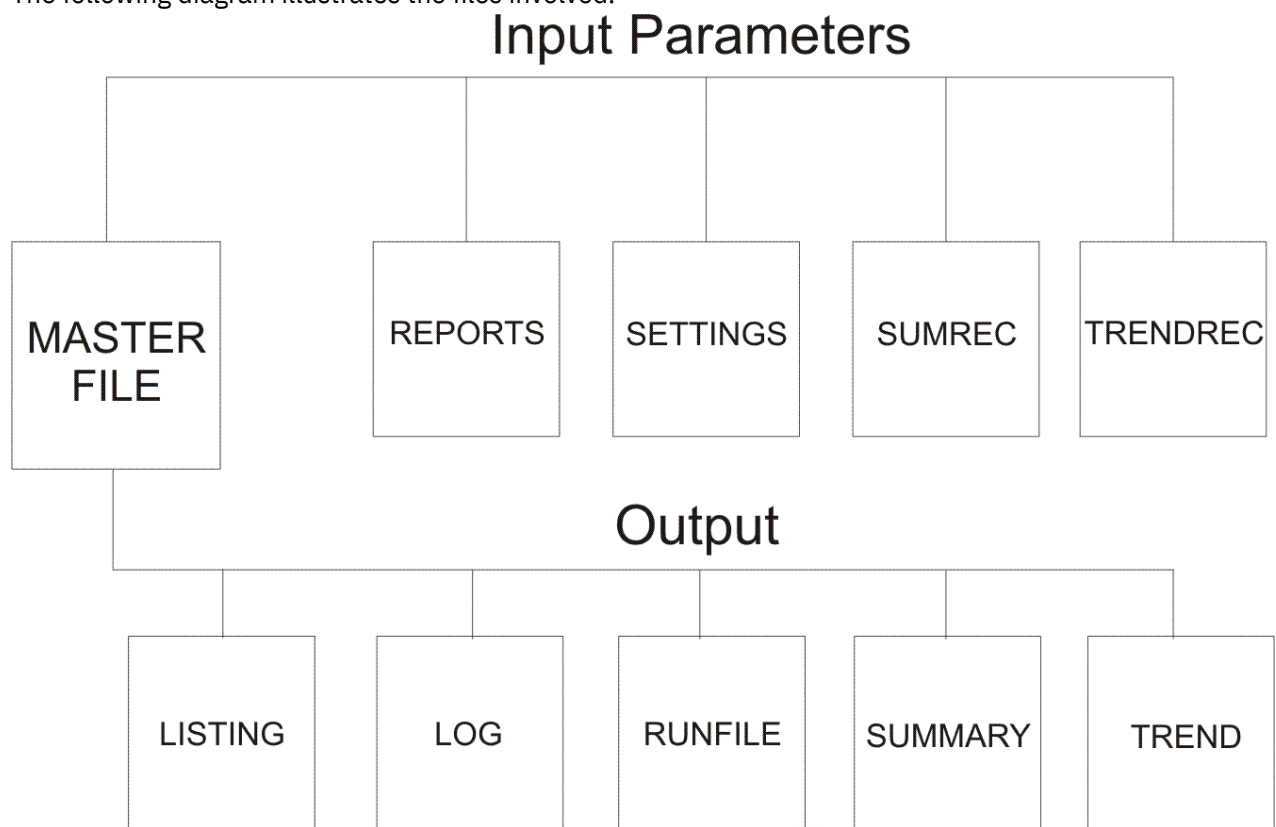 The following diagram illustrates the files involved.
Input Parameters
MASTER
FILE
REPORTS
SETTINGS
SUMREC
TRENDREC
Output
LISTING
LOG
RUNFILE
SUMMARY
TREND